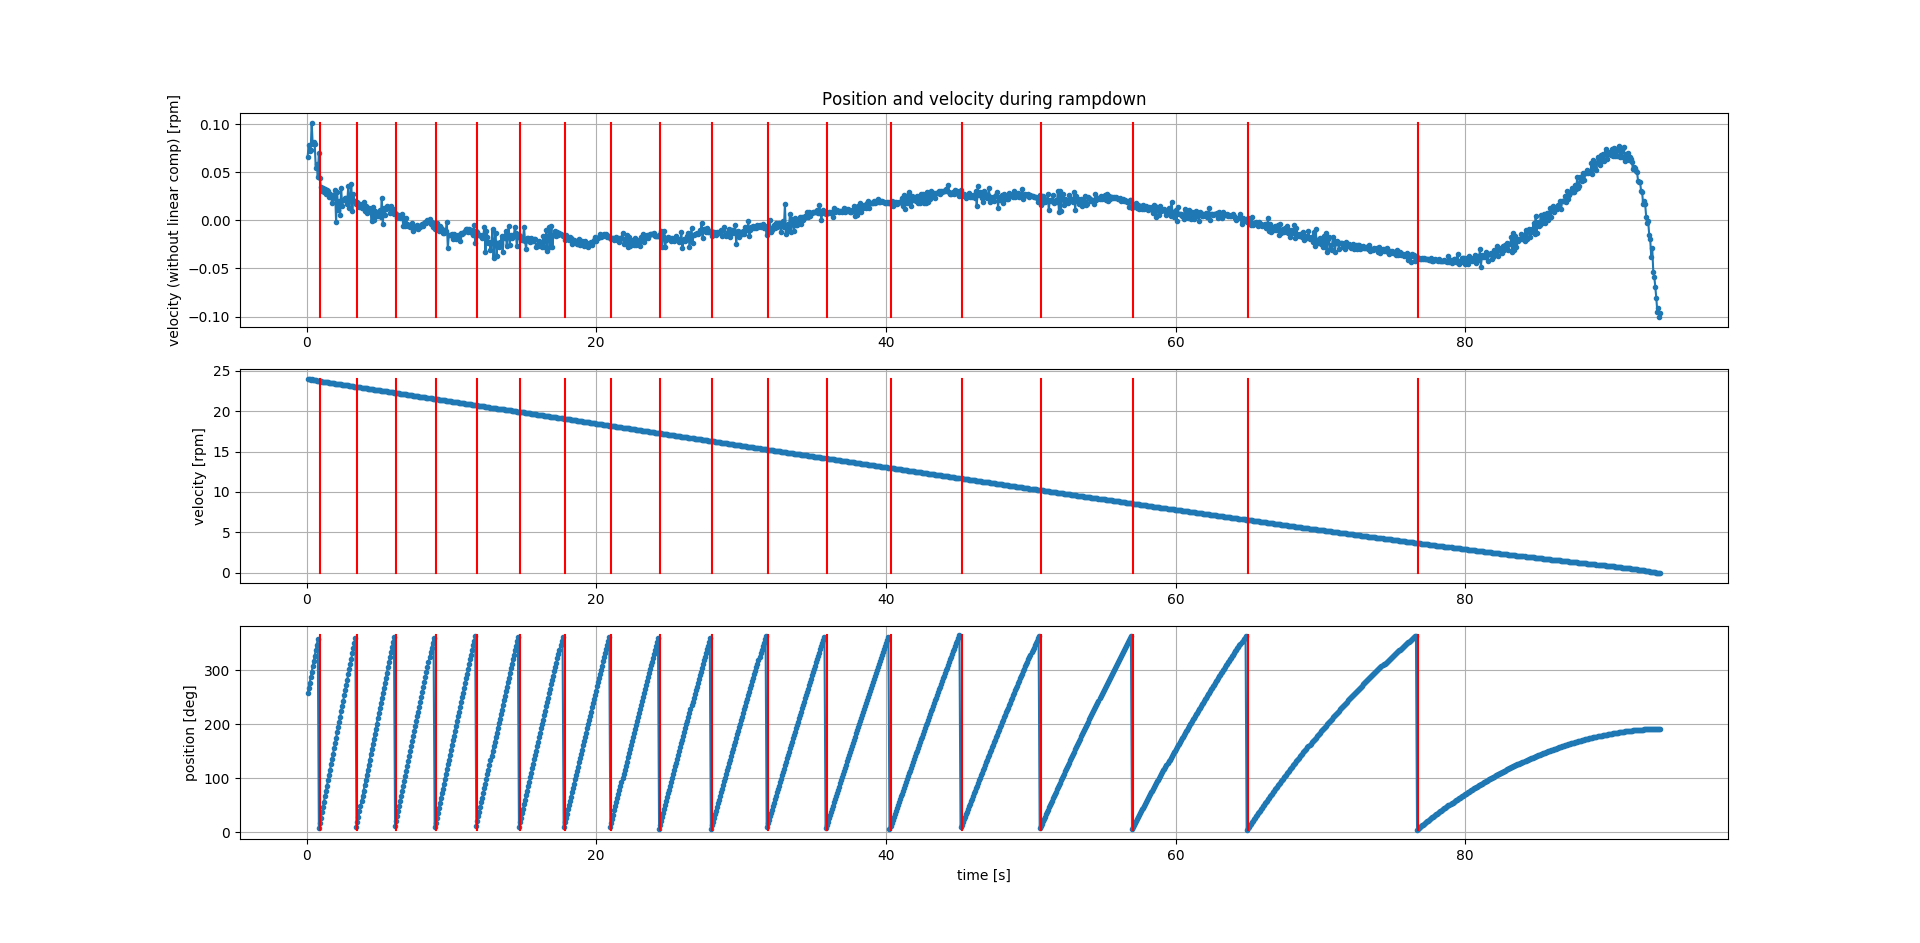 Position and velocity during rampdown
velocity (without linear comp) [rpm]
0.10
0.05
0.00
−0.05
−0.10
0 20 40 60 80
velocity [rpm]
25
20
15
10
5
0
0 20 40 60 80
position [deg]
300
200
100
0
0 20 40 60 80
time [s]